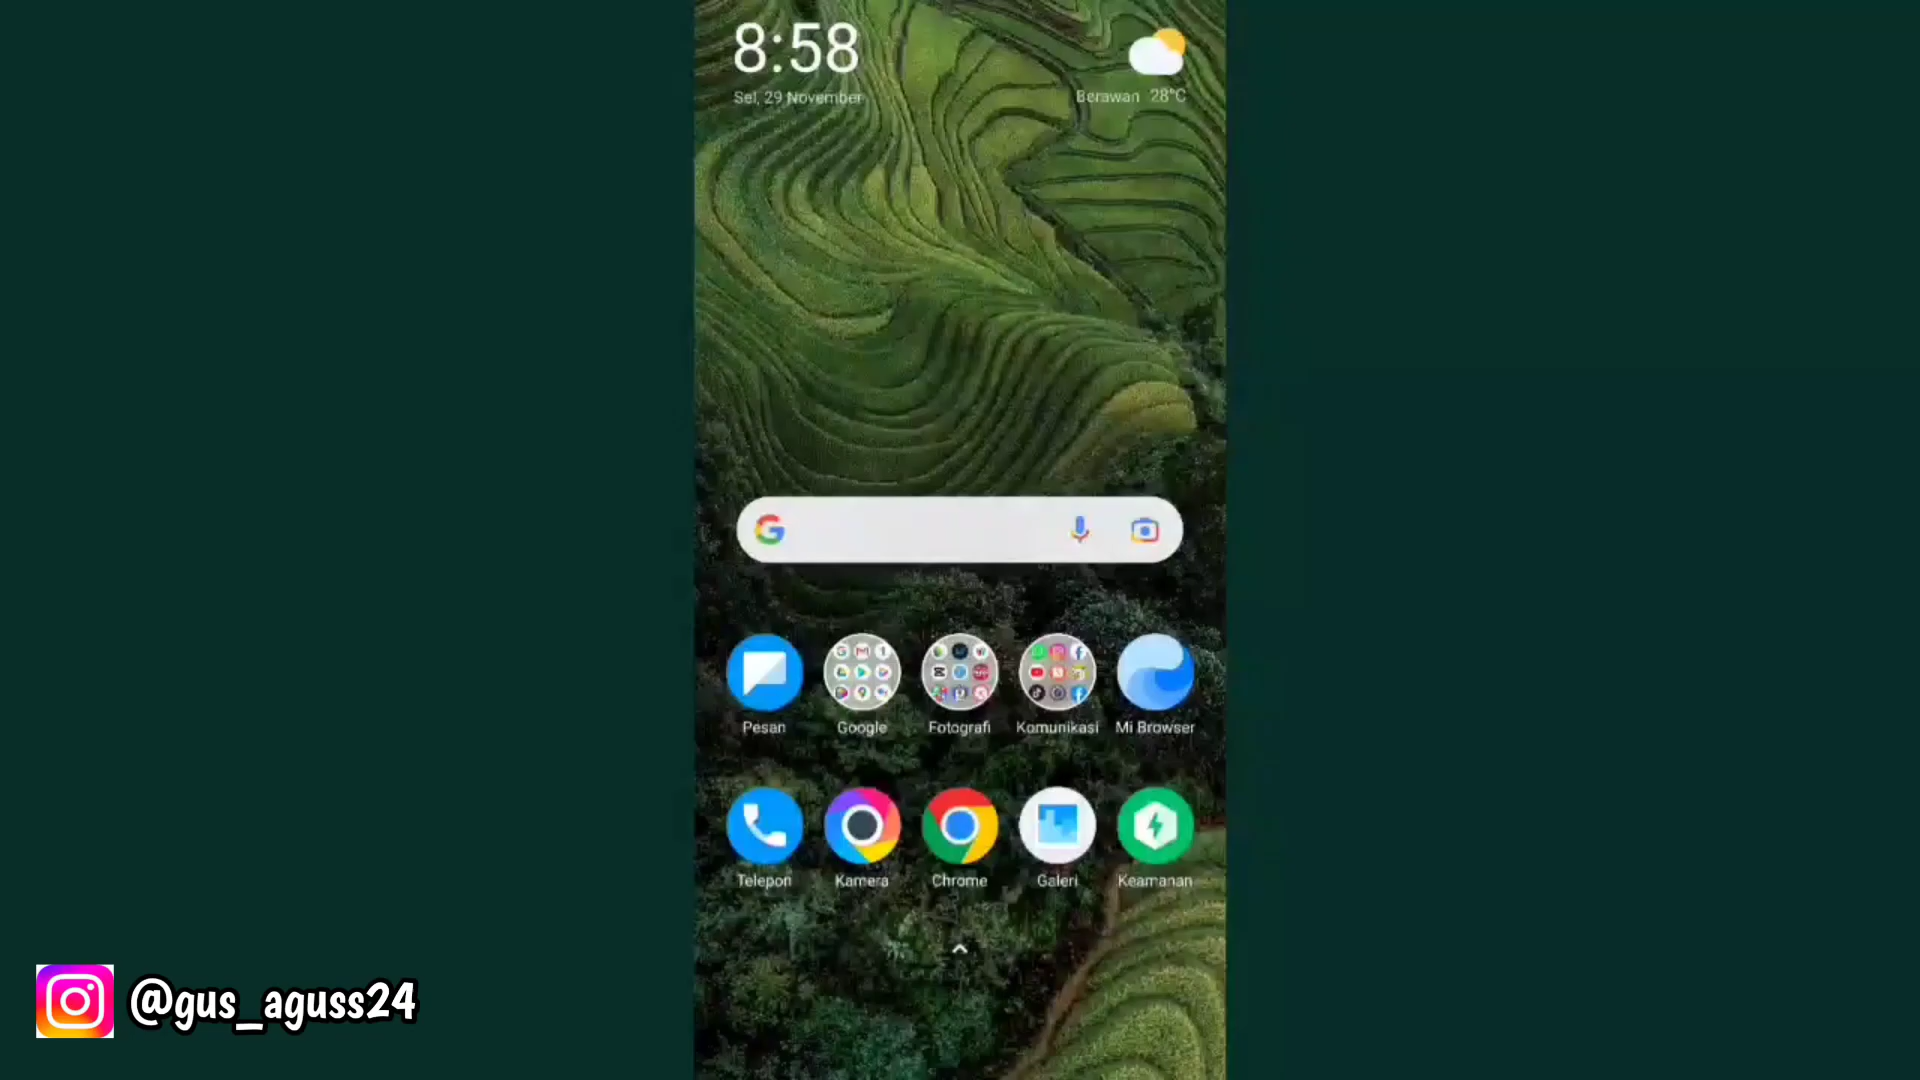 8:58
Sel, 29 November
Berawan 28°C
Pesan
Google
Fotografi
Komunikasi
Mi Browser
Telepon
Kamera
Chrome
Galeri
Keamanan
@gus_aguss24